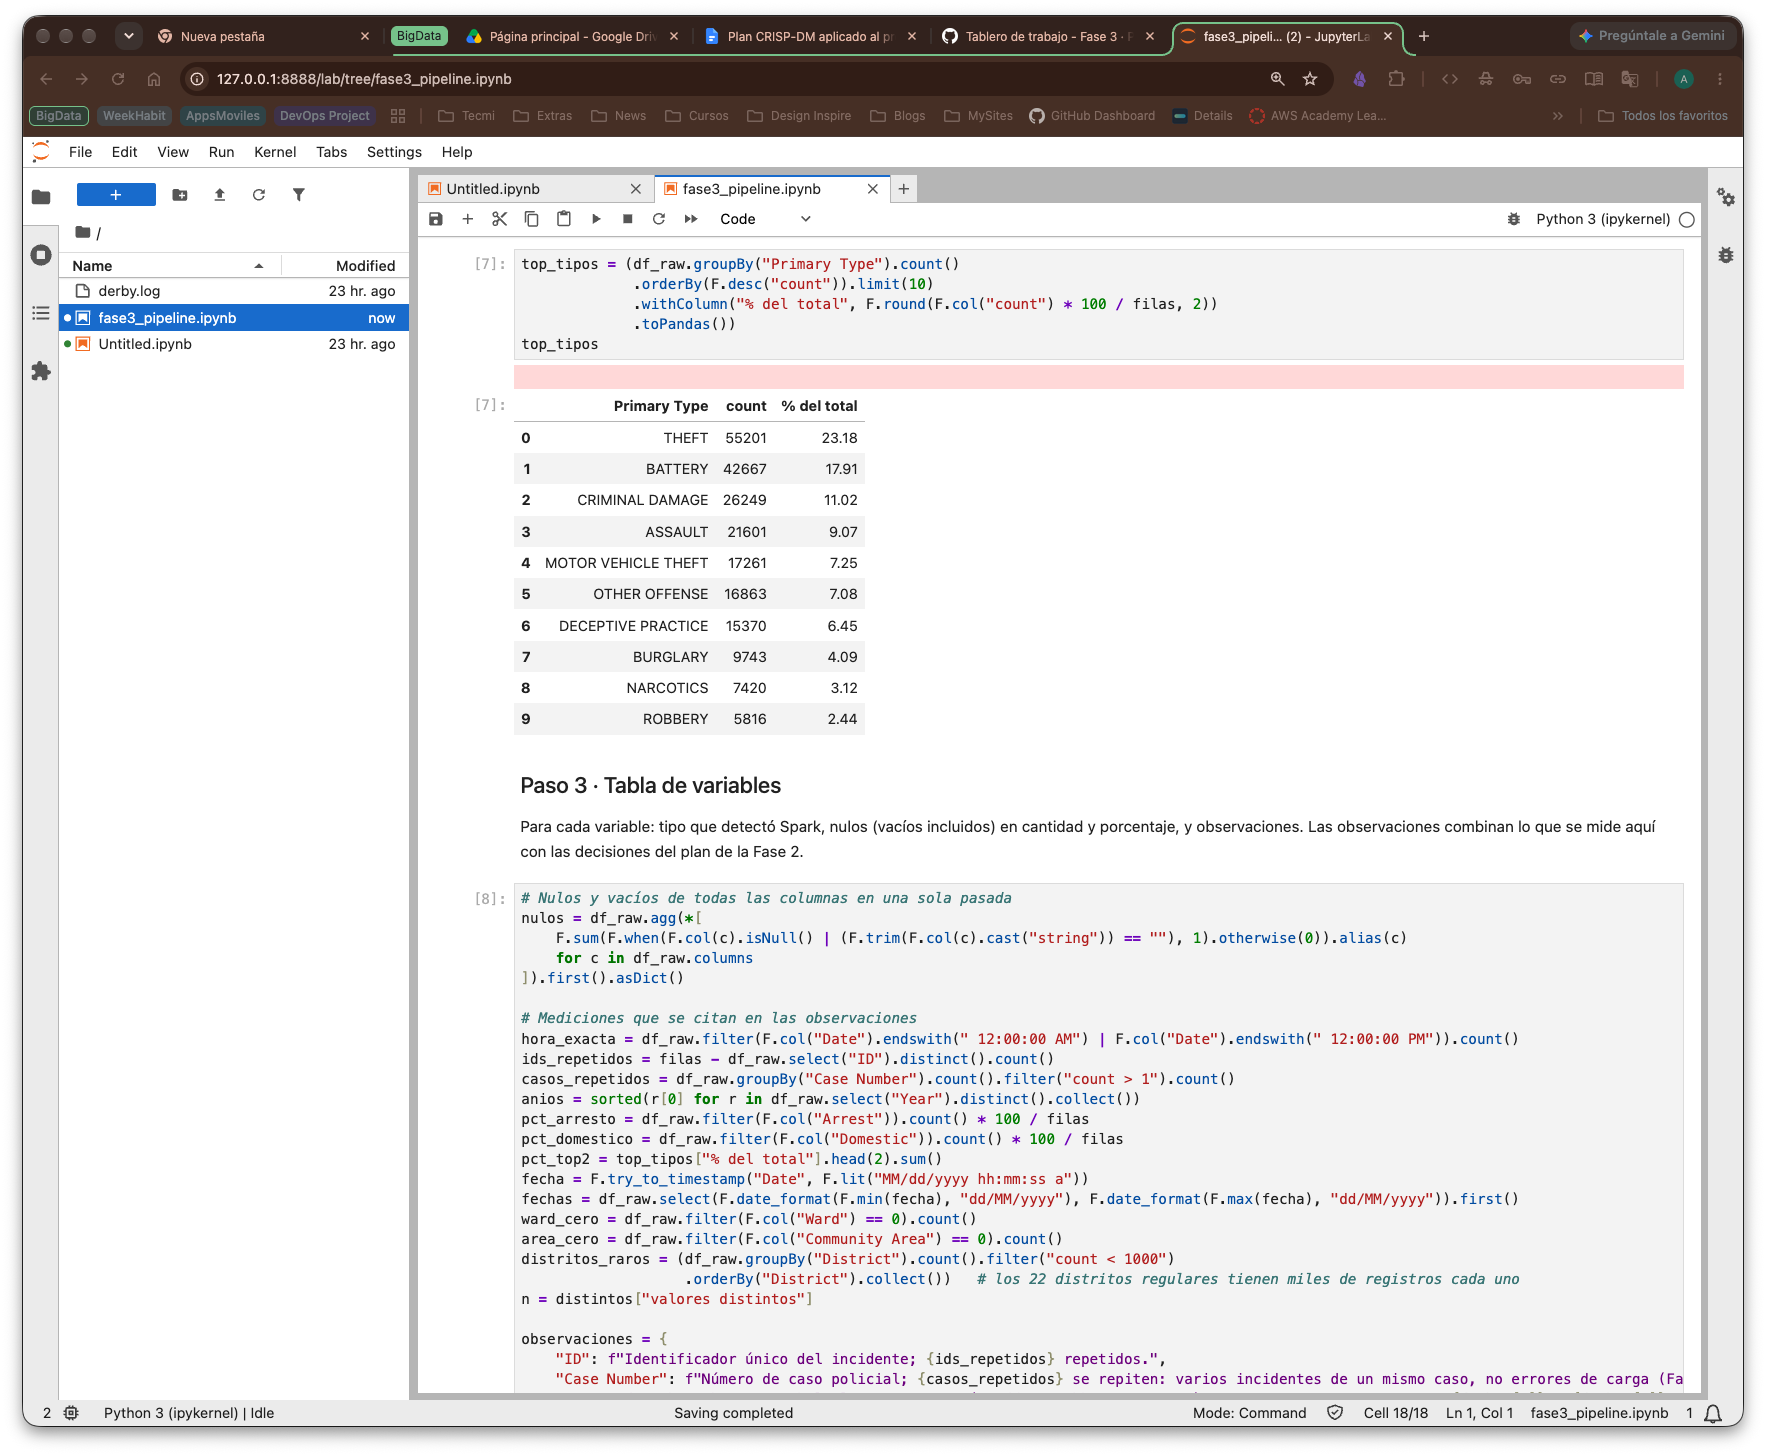 Nueva pestaña
BigData
Página principal - Google Driv
Plan CRISP-DM aplicado al pr
Tablero de trabajo - Fase 3 · P
fase3_pipeli... (2) - JupyterLa
Pregúntale a Gemini
127.0.0.1:8888/lab/tree/fase3_pipeline.ipynb
A
BigData
WeekHabit
AppsMoviles
DevOps Project
Tecmi
Extras
News
Cursos
Design Inspire
Blogs
MySites
GitHub Dashboard
Details
AWS Academy Lea...
Todos los favoritos
File Edit View Run Kernel Tabs Settings Help
/
Name Modified
derby.log 23 hr. ago
fase3_pipeline.ipynb now
Untitled.ipynb 23 hr. ago
Untitled.ipynb
fase3_pipeline.ipynb
Code
Python 3 (ipykernel)
[7]:
top_tipos = (df_raw.groupBy("Primary Type").count()
.orderBy(F.desc("count")).limit(10)
.withColumn("% del total", F.round(F.col("count") * 100 / filas, 2))
.toPandas())
top_tipos
[7]:
Primary Type count % del total
0 THEFT 55201 23.18
1 BATTERY 42667 17.91
2 CRIMINAL DAMAGE 26249 11.02
3 ASSAULT 21601 9.07
4 MOTOR VEHICLE THEFT 17261 7.25
5 OTHER OFFENSE 16863 7.08
6 DECEPTIVE PRACTICE 15370 6.45
7 BURGLARY 9743 4.09
8 NARCOTICS 7420 3.12
9 ROBBERY 5816 2.44
Paso 3 · Tabla de variables
Para cada variable: tipo que detectó Spark, nulos (vacíos incluidos) en cantidad y porcentaje, y observaciones. Las observaciones combinan lo que se mide aquí
con las decisiones del plan de la Fase 2.
[8]:
# Nulos y vacíos de todas las columnas en una sola pasada
nulos = df_raw.agg(*[
F.sum(F.when(F.col(c).isNull() | (F.trim(F.col(c).cast("string")) == ""), 1).otherwise(0)).alias(c)
for c in df_raw.columns
]).first().asDict()
# Mediciones que se citan en las observaciones
hora_exacta = df_raw.filter(F.col("Date").endswith(" 12:00:00 AM") | F.col("Date").endswith(" 12:00:00 PM")).count()
ids_repetidos = filas - df_raw.select("ID").distinct().count()
casos_repetidos = df_raw.groupBy("Case Number").count().filter("count > 1").count()
anios = sorted(r[0] for r in df_raw.select("Year").distinct().collect())
pct_arresto = df_raw.filter(F.col("Arrest")).count() * 100 / filas
pct_domestico = df_raw.filter(F.col("Domestic")).count() * 100 / filas
pct_top2 = top_tipos["% del total"].head(2).sum()
fecha = F.try_to_timestamp("Date", F.lit("MM/dd/yyyy hh:mm:ss a"))
fechas = df_raw.select(F.date_format(F.min(fecha), "dd/MM/yyyy"), F.date_format(F.max(fecha), "dd/MM/yyyy")).first()
ward_cero = df_raw.filter(F.col("Ward") == 0).count()
area_cero = df_raw.filter(F.col("Community Area") == 0).count()
distritos_raros = (df_raw.groupBy("District").count().filter("count < 1000")
.orderBy("District").collect()) # los 22 distritos regulares tienen miles de registros cada uno
n = distintos["valores distintos"]
observaciones = {
"ID": f"Identificador único del incidente; {ids_repetidos} repetidos.",
"Case Number": f"Número de caso policial; {casos_repetidos} se repiten: varios incidentes de un mismo caso, no errores de carga (Fa
2
Python 3 (ipykernel) | Idle
Saving completed
Mode: Command
Cell 18/18
Ln 1, Col 1
fase3_pipeline.ipynb
1